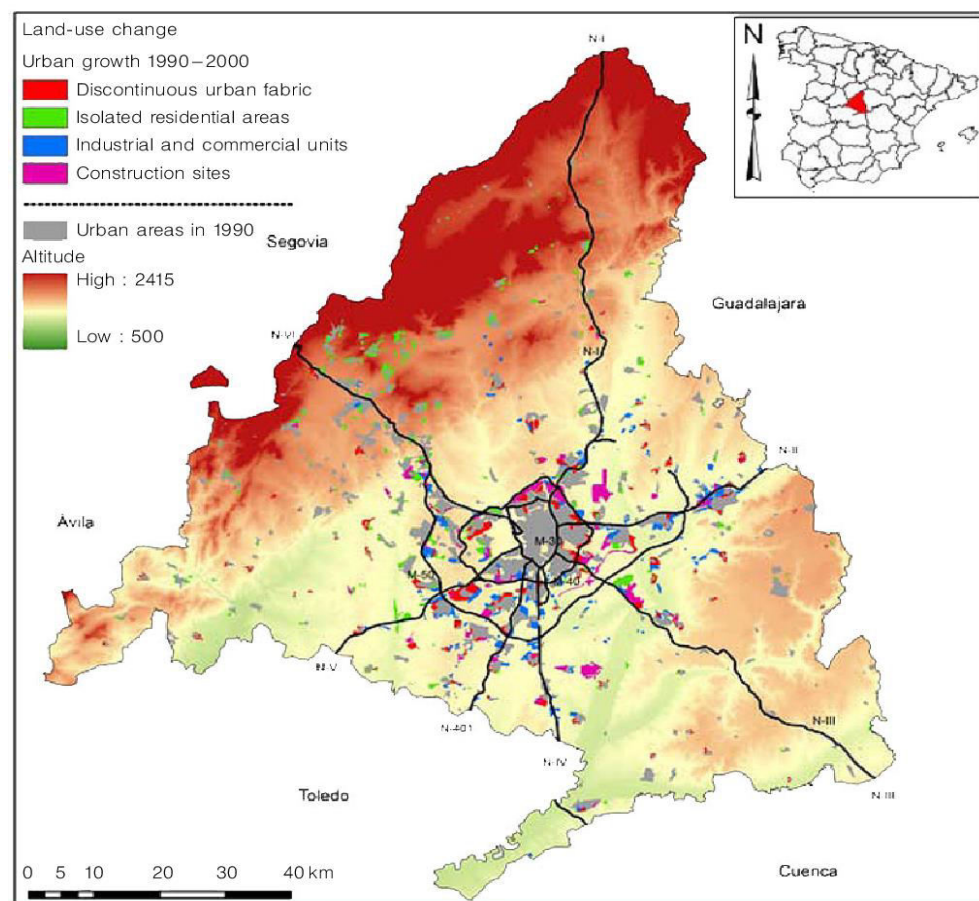 Land-use change
Urban growth 1990–2000
Discontinuous urban fabric
Isolated residential areas
Industrial and commercial units
Construction sites
Urban areas in 1990
Altitude
High : 2415
Low : 500
N
N-I
Segovia
Guadalajara
N-VI
N-I
N-II
Ávila
M-30
M-40
M-50
N-V
N-401
N-III
N-IV
N-III
Toledo
Cuenca
0 5 10 20 30 40 km